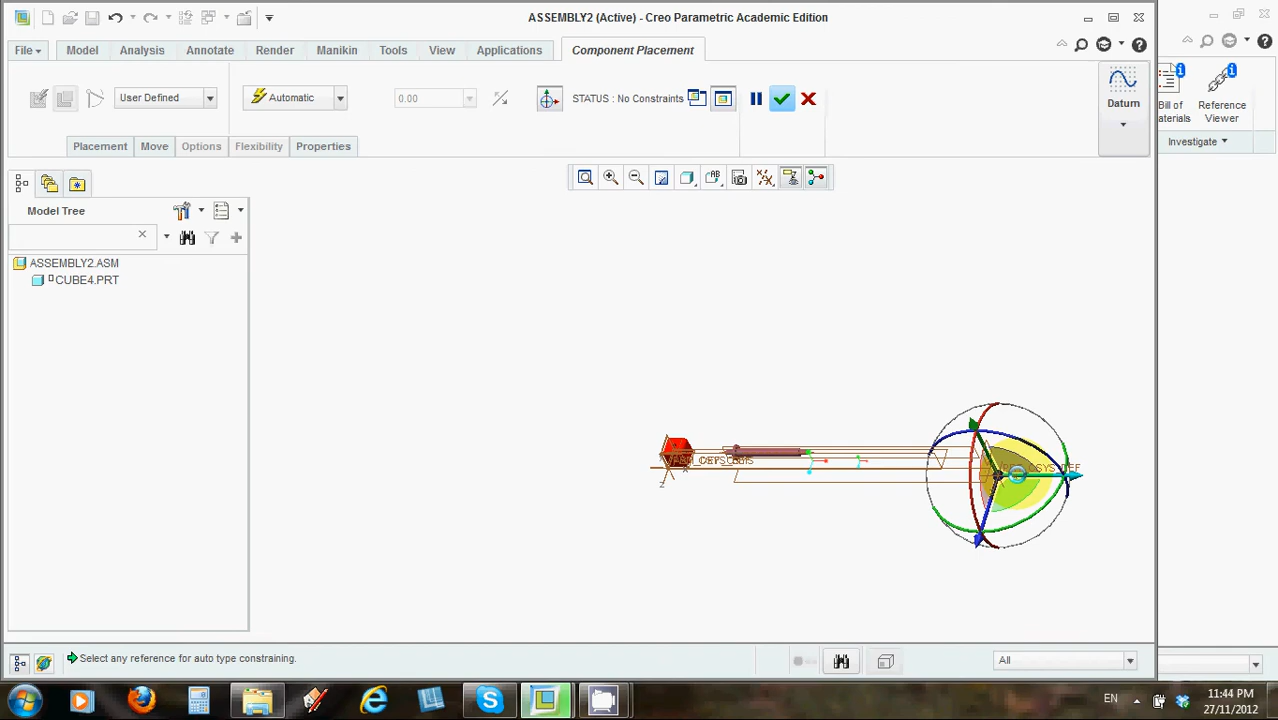 ASSEMBLY2 (Active) - Creo Parametric Academic Edition
File Model Analysis Annotate Render Manikin Tools View Applications Component Placement
User Defined Automatic 0.00 STATUS : No Constraints
Datum
Bill of Materials
Reference Viewer
Investigate
Placement Move Options Flexibility Properties
Model Tree
ASSEMBLY2.ASM
CUBE4.PRT
Select any reference for auto type constraining.
All
EN
11:44 PM
27/11/2012